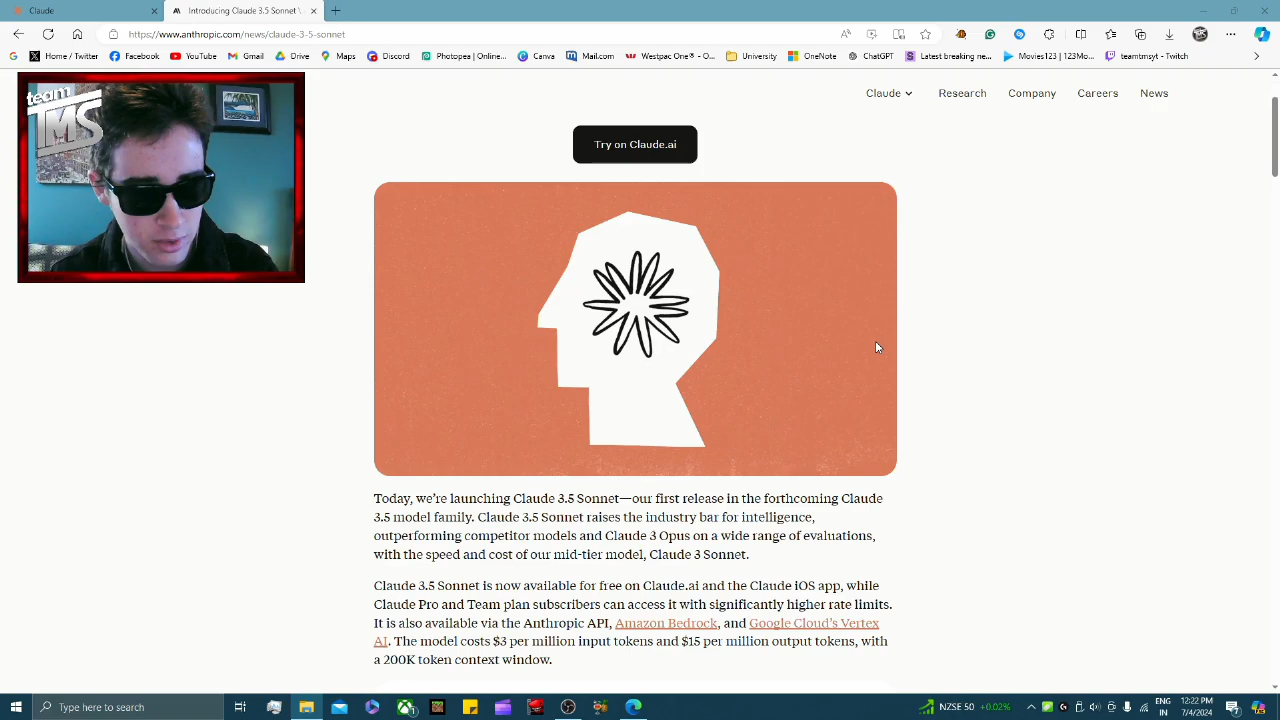 Claude
Introducing Claude 3.5 Sonnet \
https://www.anthropic.com/news/claude-3-5-sonnet
Home / Twitter
Facebook
YouTube
Gmail
Maps
Discord
Photopea | Online...
Canva
Mail.com
Westpac One® - O...
University
OneNote
ChatGPT
Latest breaking ne...
Movies123 | 123Mo...
teamtmsyt - Twitch
team
TMS
Claude
Research
Company
Careers
News
Try on Claude.ai
Today, we’re launching Claude 3.5 Sonnet—our first release in the forthcoming Claude
3.5 model family. Claude 3.5 Sonnet raises the industry bar for intelligence,
outperforming competitor models and Claude 3 Opus on a wide range of evaluations,
with the speed and cost of our mid-tier model, Claude 3 Sonnet.
Claude 3.5 Sonnet is now available for free on Claude.ai and the Claude iOS app, while
Claude Pro and Team plan subscribers can access it with significantly higher rate limits.
It is also available via the Anthropic API, Amazon Bedrock, and Google Cloud’s Vertex
AI. The model costs $3 per million input tokens and $15 per million output tokens, with
a 200K token context window.
Type here to search
NZSE 50 +0.02%
ENG
IN
12:22 PM
7/4/2024